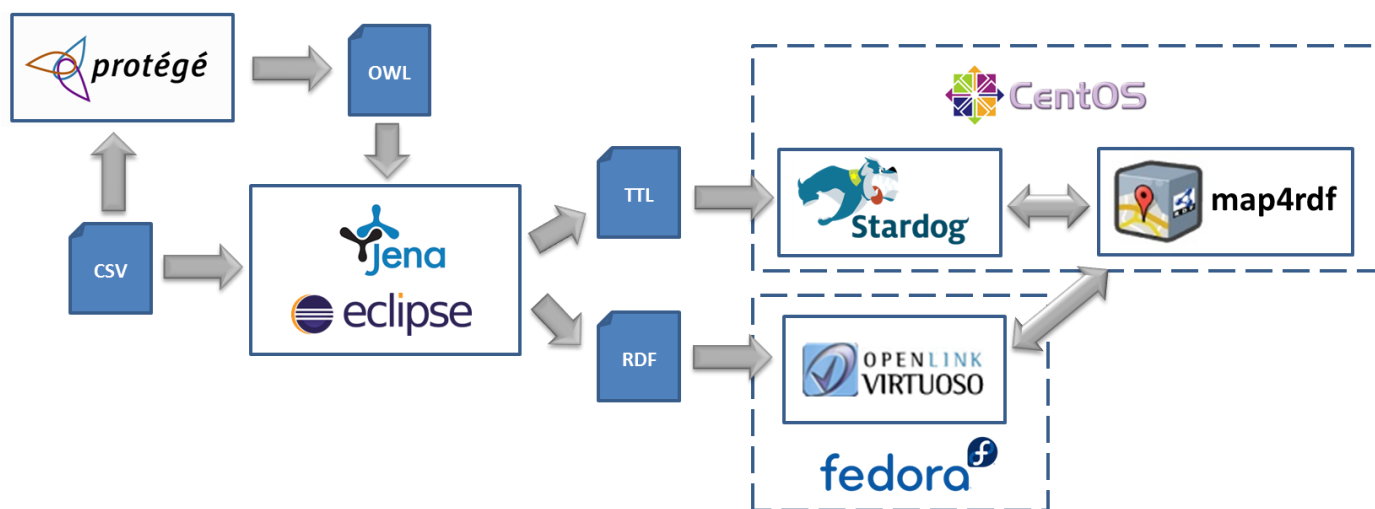 protégé
OWL
CentOS
CSV
Jena
eclipse
TTL
Stardog
map4rdf
RDF
OPENLINK
VIRTUOSO
fedora